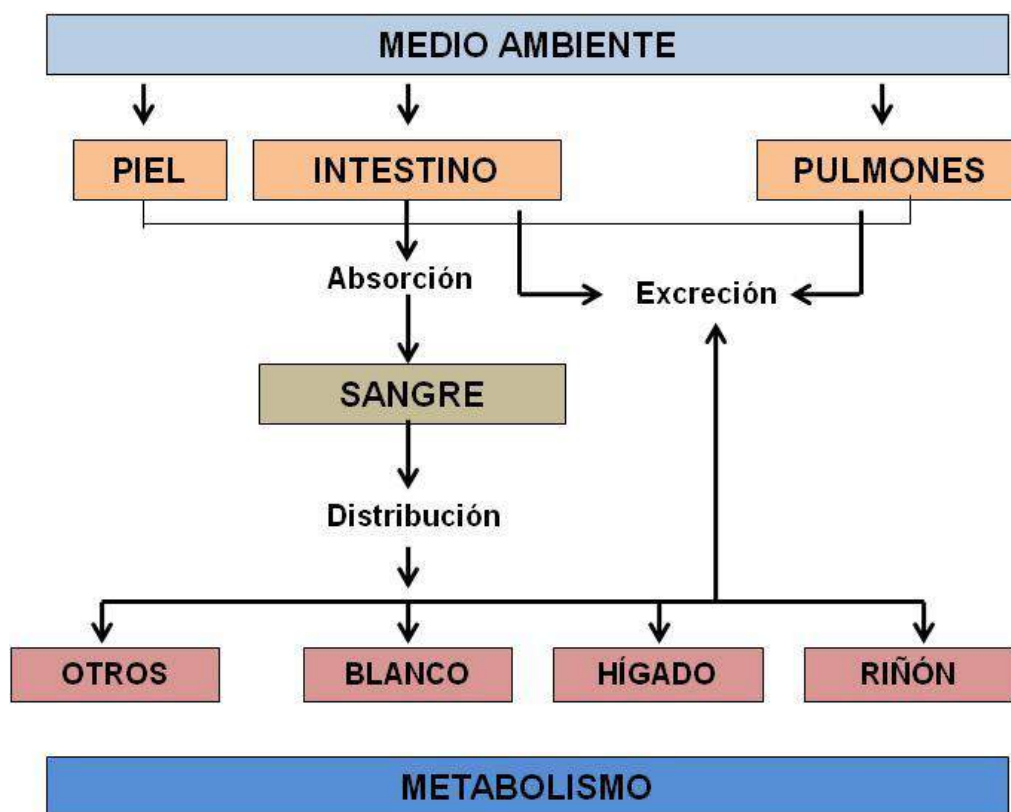 MEDIO AMBIENTE
PIEL
INTESTINO
PULMONES
Absorción
Excreción
SANGRE
Distribución
OTROS
BLANCO
HÍGADO
RIÑÓN
METABOLISMO